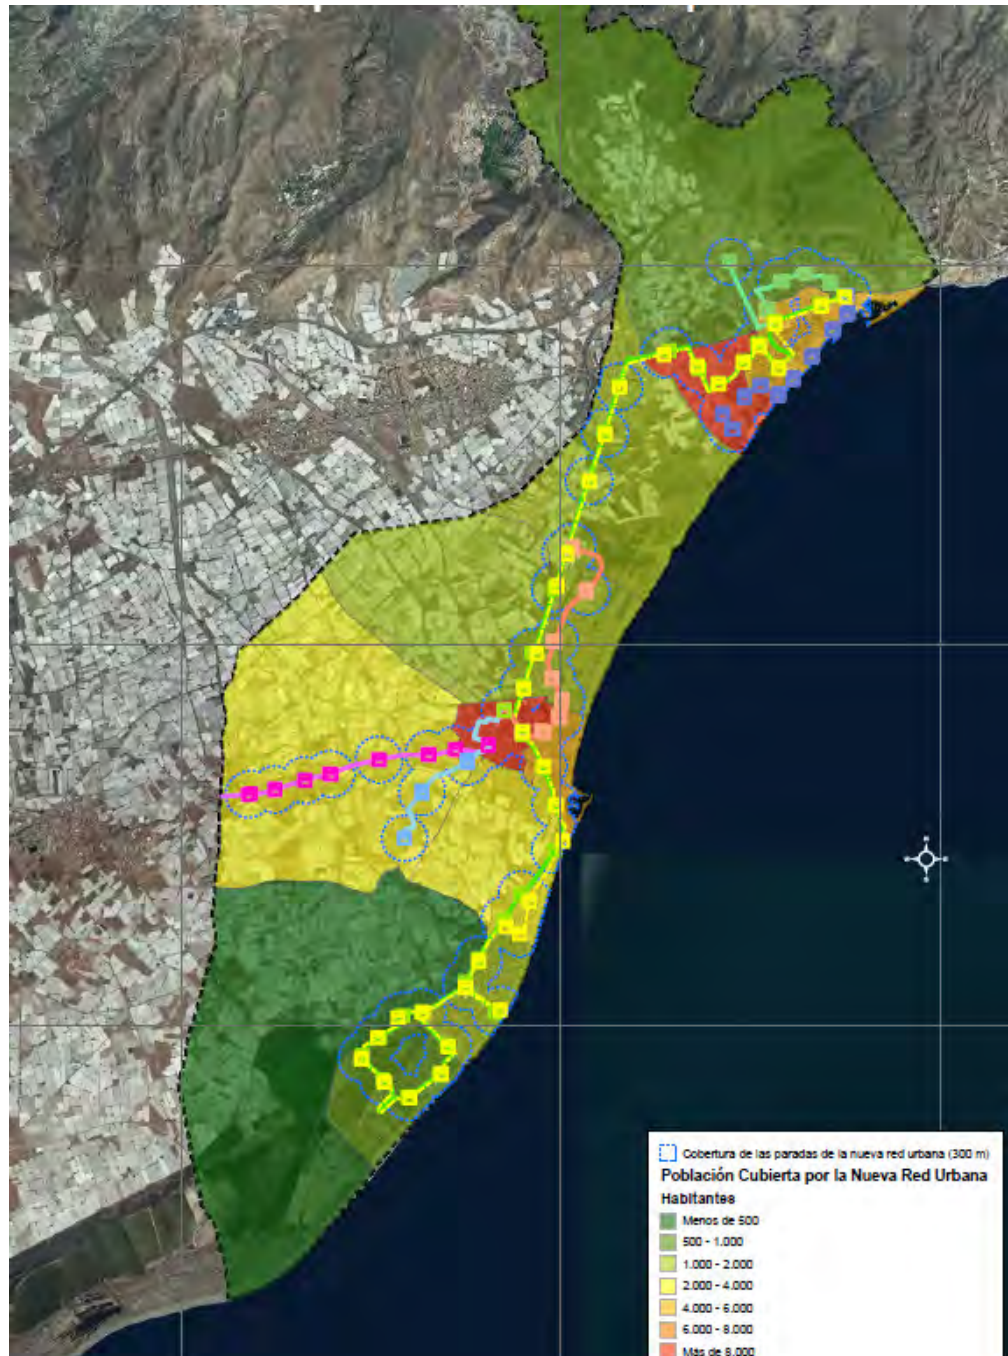 Cobertura de las paradas de la nueva red urbana (300 m)
Población Cubierta por la Nueva Red Urbana
Habitantes
Menos de 500
500 - 1.000
1.000 - 2.000
2.000 - 4.000
4.000 - 6.000
6.000 - 8.000
Más de 8.000